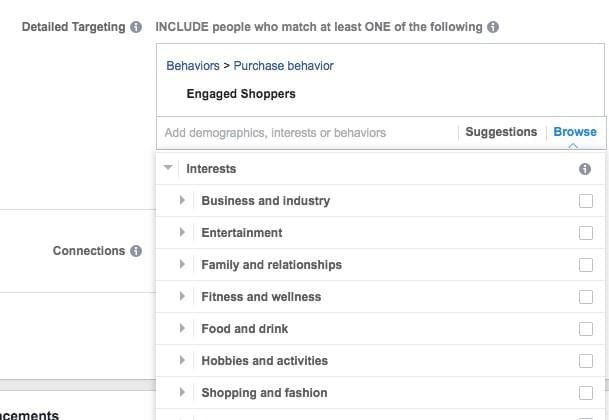 Detailed Targeting INCLUDE people who match at least ONE of the following
Behaviors > Purchase behavior
Engaged Shoppers
Add demographics, interests or behaviors Suggestions Browse
Interests
Business and industry
Entertainment
Family and relationships
Connections
Fitness and wellness
Food and drink
Hobbies and activities
Shopping and fashion